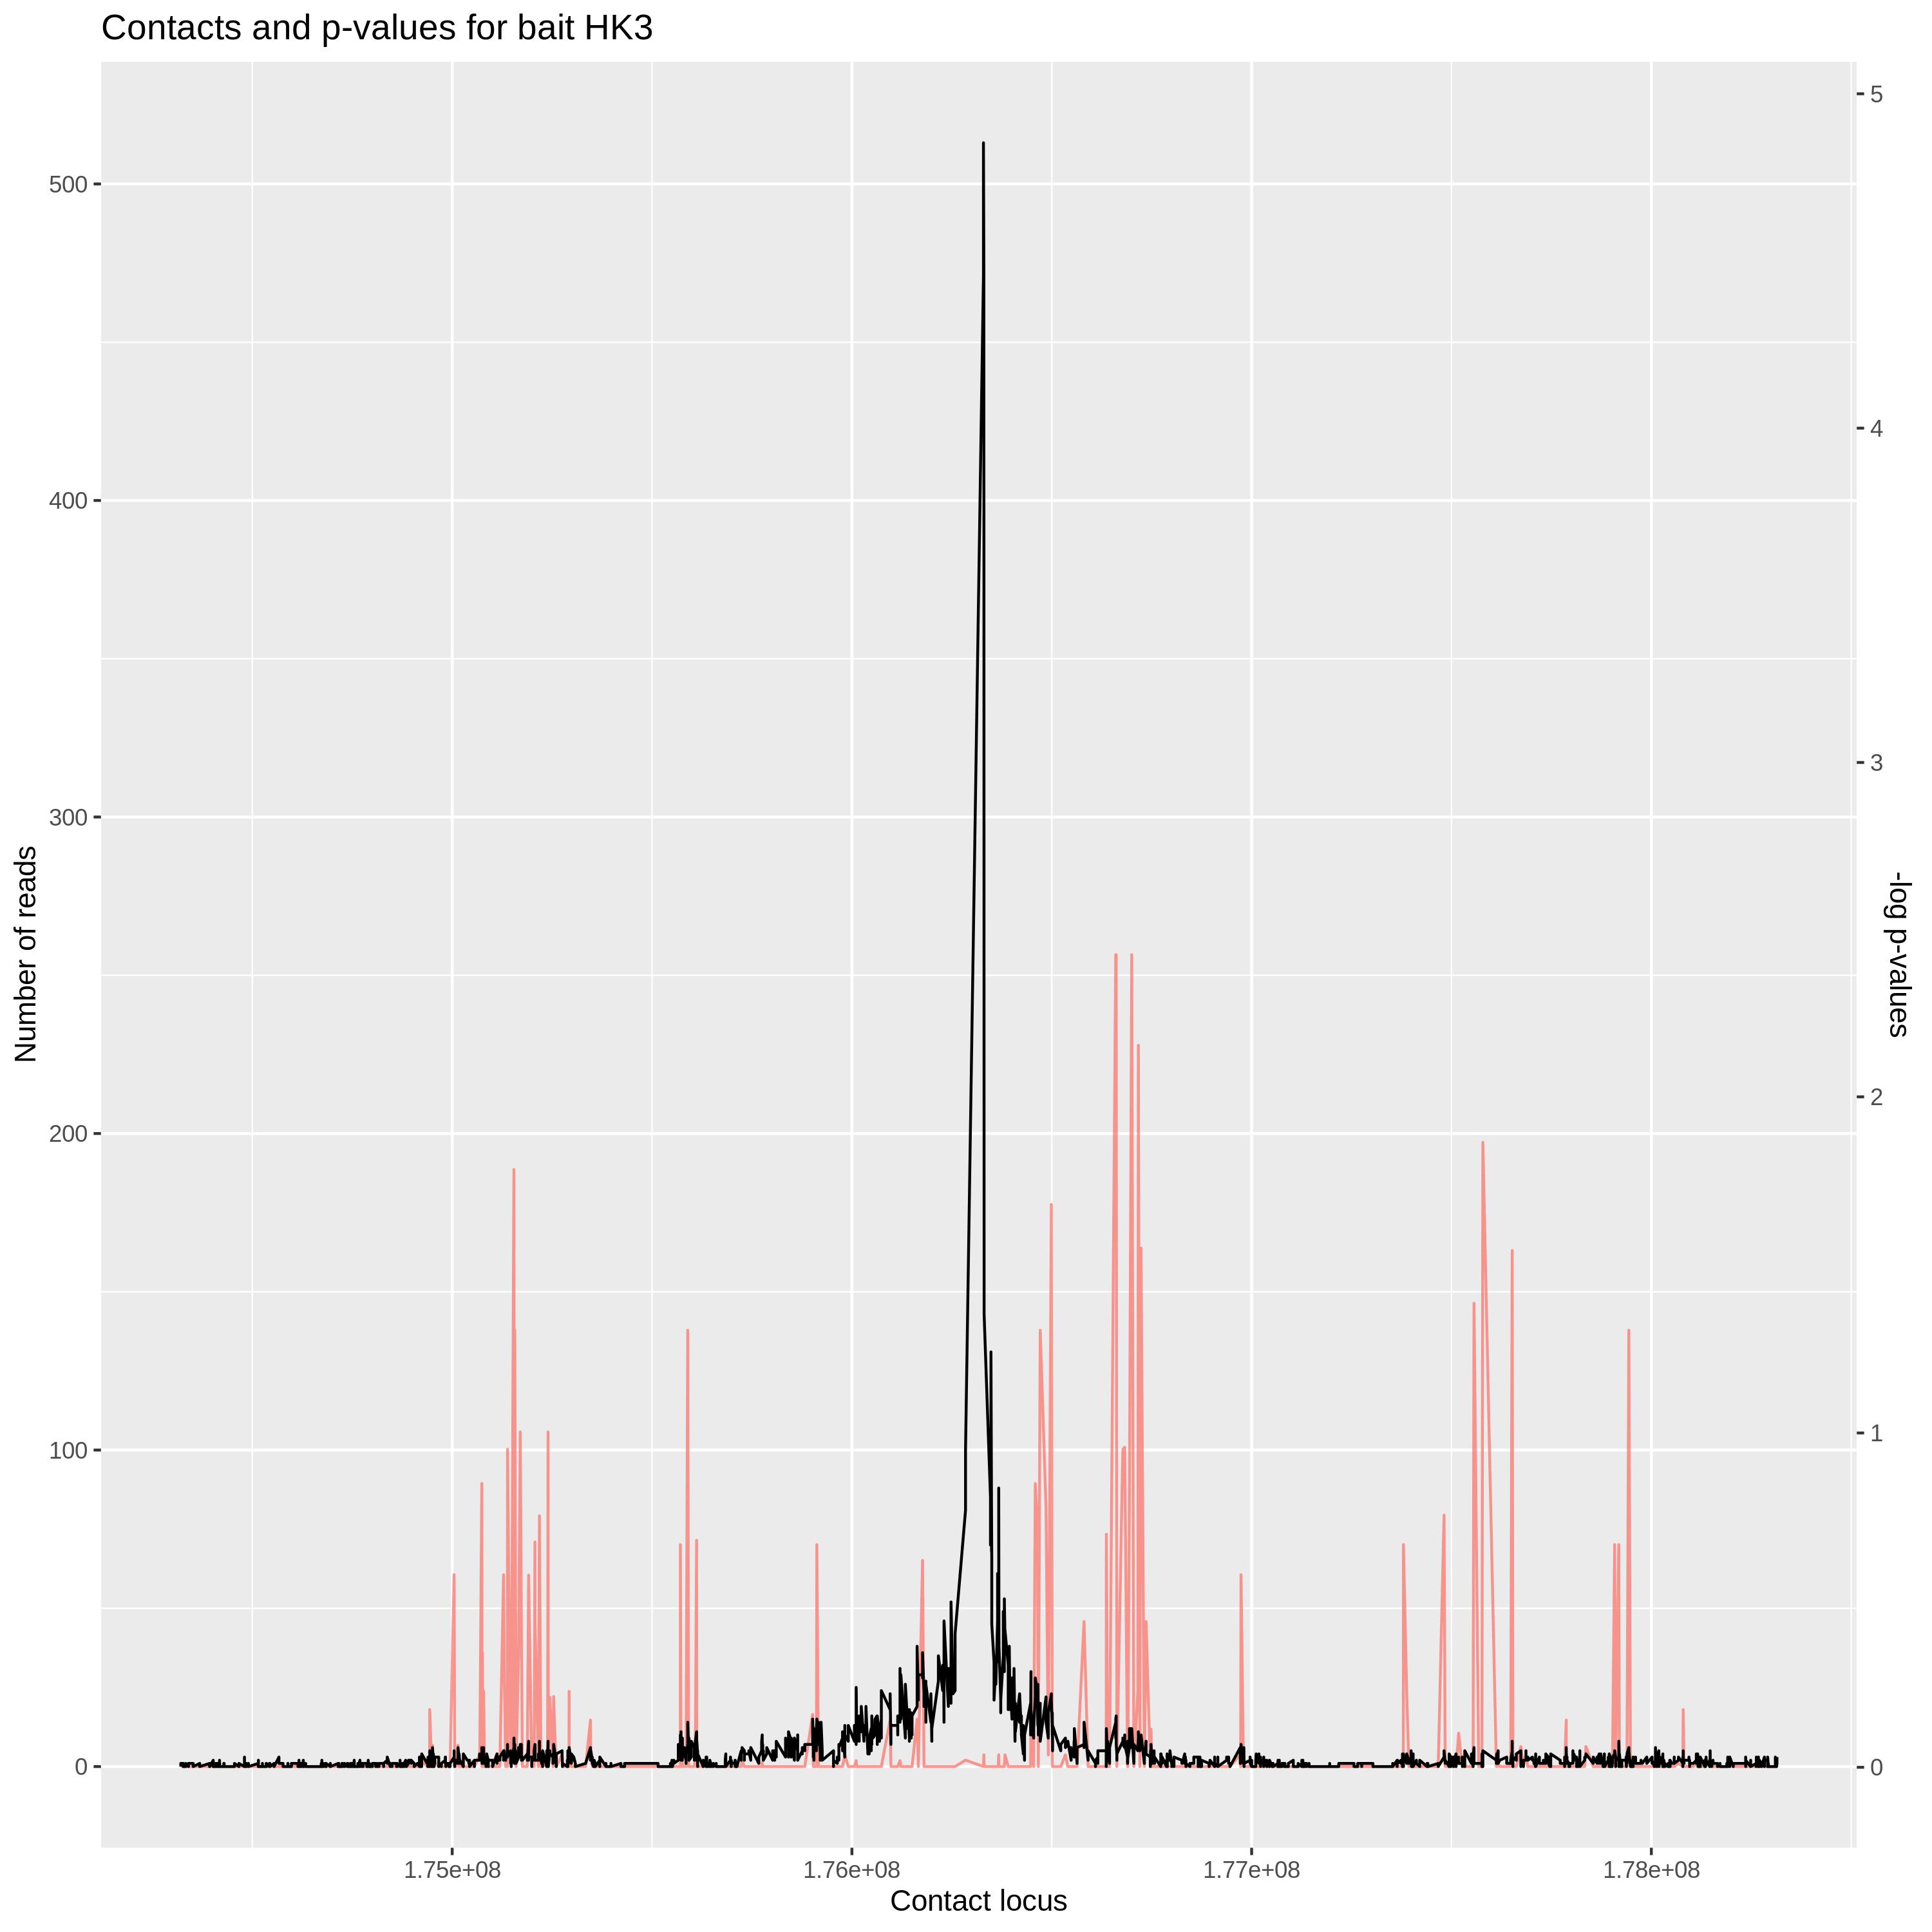 Contacts and p-values for bait HK3
500
400
300
200
100
0
Number of reads
5
4
3
2
1
0
-log p-values
1.75e+08
1.76e+08
1.77e+08
1.78e+08
Contact locus